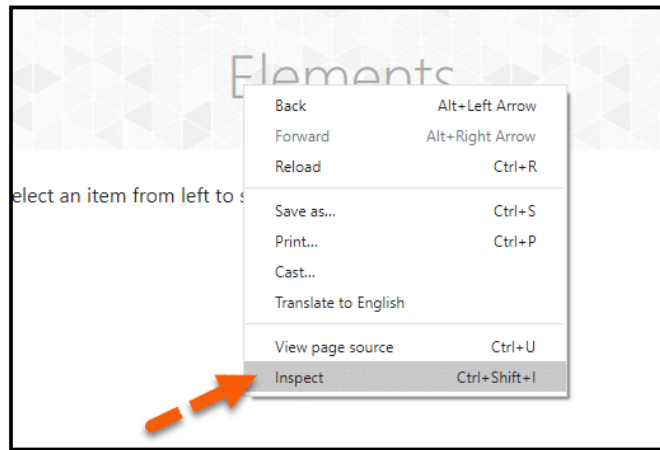 Elements
elect an item from left to s
Back Alt+Left Arrow
Forward Alt+Right Arrow
Reload Ctrl+R
Save as... Ctrl+S
Print... Ctrl+P
Cast...
Translate to English
View page source Ctrl+U
Inspect Ctrl+Shift+I